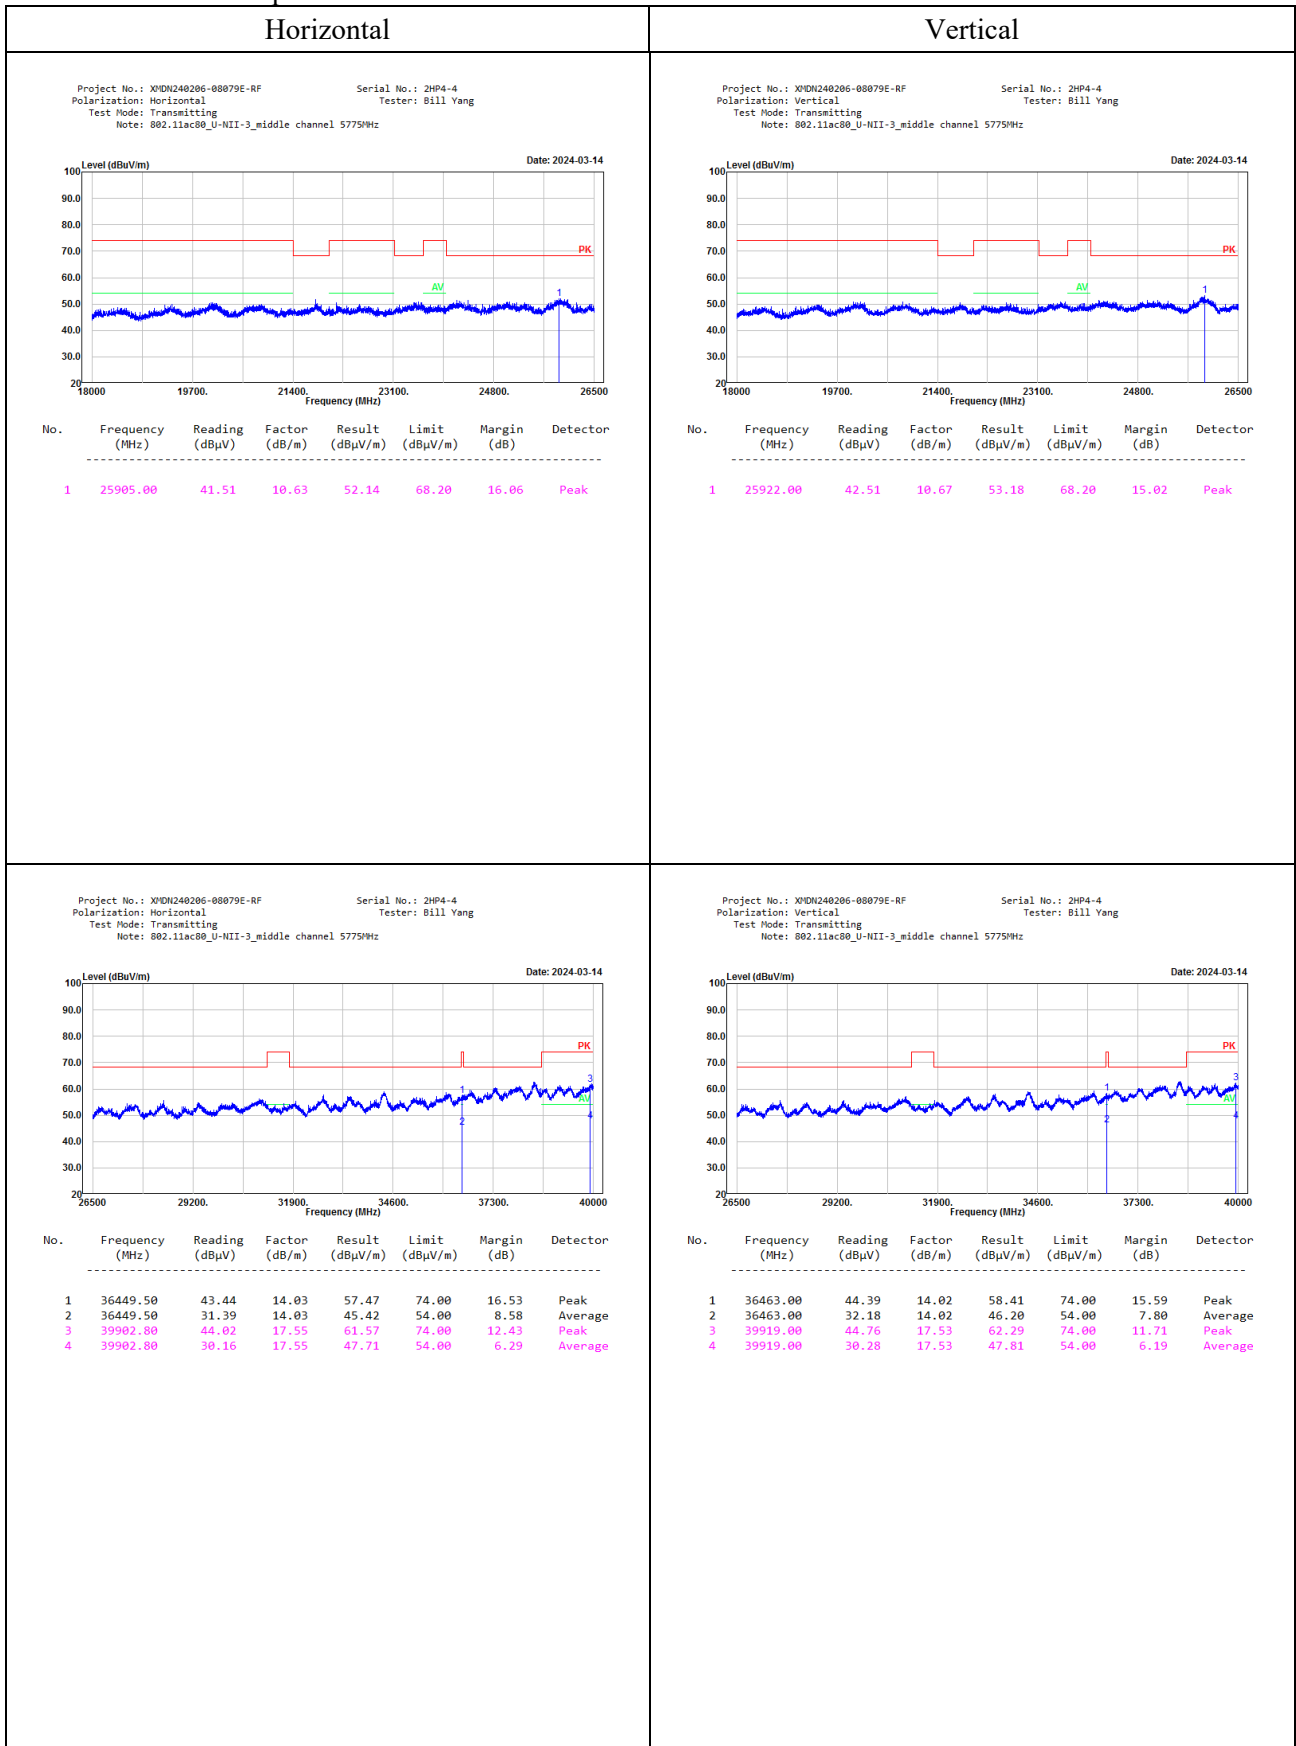 Horizontal
Vertical
Project No.: XMDN240206-08079E-RF Serial No.: 2HP4-4
Polarization: Horizontal Tester: Bill Yang
Test Mode: Transmitting
Note: 802.11ac80_U-NII-3_middle channel 5775MHz
Level (dBuV/m) Date: 2024-03-14
100
90.0
80.0
70.0
60.0
50.0
40.0
30.0
20
PK
AV
1
18000 19700. 21400. 23100. 24800. 26500
Frequency (MHz)
No. Frequency Reading Factor Result Limit Margin Detector
(MHz) (dBμV) (dB/m) (dBμV/m) (dBμV/m) (dB)
1 25905.00 41.51 10.63 52.14 68.20 16.06 Peak
Project No.: XMDN240206-08079E-RF Serial No.: 2HP4-4
Polarization: Vertical Tester: Bill Yang
Test Mode: Transmitting
Note: 802.11ac80_U-NII-3_middle channel 5775MHz
Level (dBuV/m) Date: 2024-03-14
100
90.0
80.0
70.0
60.0
50.0
40.0
30.0
20
PK
AV
1
18000 19700. 21400. 23100. 24800. 26500
Frequency (MHz)
No. Frequency Reading Factor Result Limit Margin Detector
(MHz) (dBμV) (dB/m) (dBμV/m) (dBμV/m) (dB)
1 25922.00 42.51 10.67 53.18 68.20 15.02 Peak
Project No.: XMDN240206-08079E-RF Serial No.: 2HP4-4
Polarization: Horizontal Tester: Bill Yang
Test Mode: Transmitting
Note: 802.11ac80_U-NII-3_middle channel 5775MHz
Level (dBuV/m) Date: 2024-03-14
100
90.0
80.0
70.0
60.0
50.0
40.0
30.0
20
PK
3
1
AV
4
2
26500 29200. 31900. 34600. 37300. 40000
Frequency (MHz)
No. Frequency Reading Factor Result Limit Margin Detector
(MHz) (dBμV) (dB/m) (dBμV/m) (dBμV/m) (dB)
1 36449.50 43.44 14.03 57.47 74.00 16.53 Peak
2 36449.50 31.39 14.03 45.42 54.00 8.58 Average
3 39902.80 44.02 17.55 61.57 74.00 12.43 Peak
4 39902.80 30.16 17.55 47.71 54.00 6.29 Average
Project No.: XMDN240206-08079E-RF Serial No.: 2HP4-4
Polarization: Vertical Tester: Bill Yang
Test Mode: Transmitting
Note: 802.11ac80_U-NII-3_middle channel 5775MHz
Level (dBuV/m) Date: 2024-03-14
100
90.0
80.0
70.0
60.0
50.0
40.0
30.0
20
PK
3
1
AV
4
2
26500 29200. 31900. 34600. 37300. 40000
Frequency (MHz)
No. Frequency Reading Factor Result Limit Margin Detector
(MHz) (dBμV) (dB/m) (dBμV/m) (dBμV/m) (dB)
1 36463.00 44.39 14.02 58.41 74.00 15.59 Peak
2 36463.00 32.18 14.02 46.20 54.00 7.80 Average
3 39919.00 44.76 17.53 62.29 74.00 11.71 Peak
4 39919.00 30.28 17.53 47.81 54.00 6.19 Average